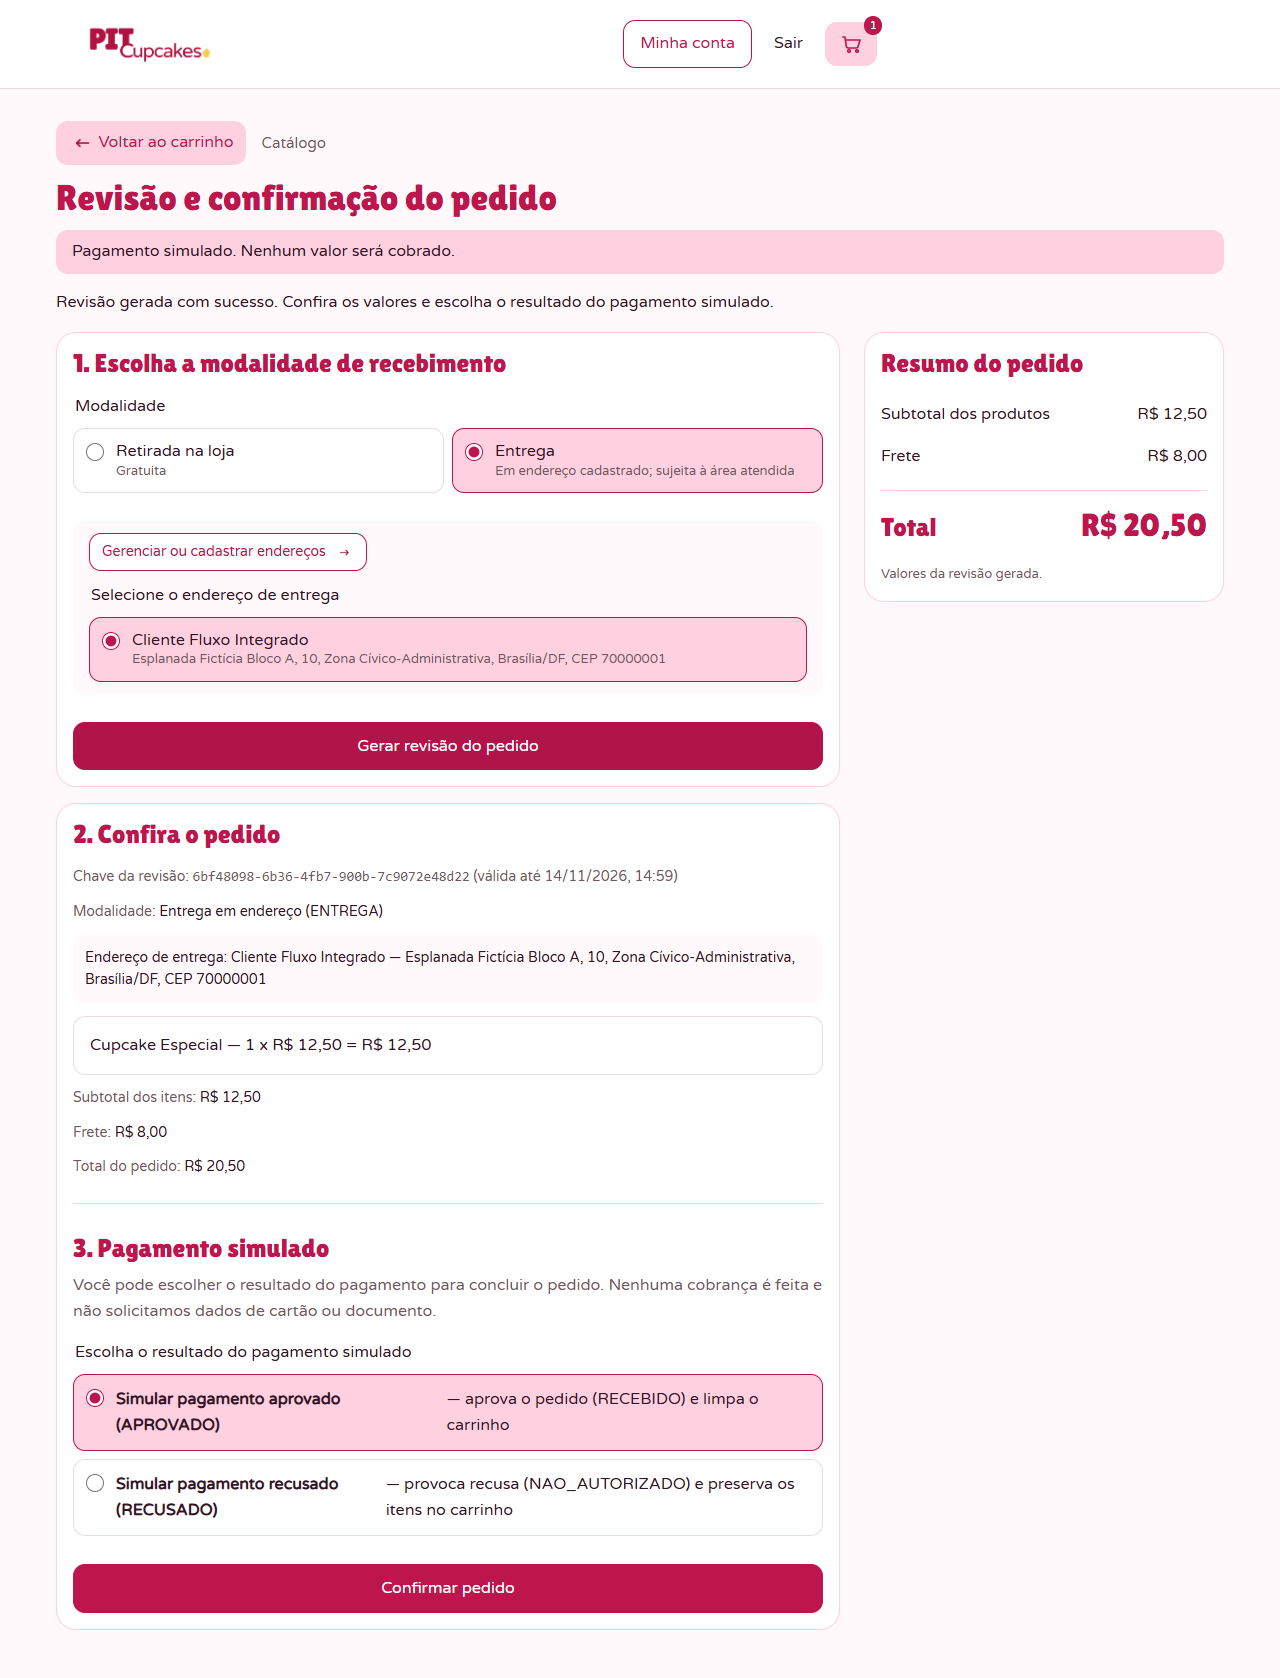 PIT Cupcakes
Minha conta
Sair
1
← Voltar ao carrinho
Catálogo
Revisão e confirmação do pedido
Pagamento simulado. Nenhum valor será cobrado.
Revisão gerada com sucesso. Confira os valores e escolha o resultado do pagamento simulado.
1. Escolha a modalidade de recebimento
Modalidade
Retirada na loja
Gratuita
Entrega
Em endereço cadastrado; sujeita à área atendida
Gerenciar ou cadastrar endereços →
Selecione o endereço de entrega
Cliente Fluxo Integrado
Esplanada Fictícia Bloco A, 10, Zona Cívico-Administrativa, Brasília/DF, CEP 70000001
Gerar revisão do pedido
Resumo do pedido
Subtotal dos produtos R$ 12,50
Frete R$ 8,00
Total R$ 20,50
Valores da revisão gerada.
2. Confira o pedido
Chave da revisão: 6bf48098-6b36-4fb7-900b-7c9072e48d22 (válida até 14/11/2026, 14:59)
Modalidade: Entrega em endereço (ENTREGA)
Endereço de entrega: Cliente Fluxo Integrado — Esplanada Fictícia Bloco A, 10, Zona Cívico-Administrativa,
Brasília/DF, CEP 70000001
Cupcake Especial — 1 x R$ 12,50 = R$ 12,50
Subtotal dos itens: R$ 12,50
Frete: R$ 8,00
Total do pedido: R$ 20,50
3. Pagamento simulado
Você pode escolher o resultado do pagamento para concluir o pedido. Nenhuma cobrança é feita e
não solicitamos dados de cartão ou documento.
Escolha o resultado do pagamento simulado
Simular pagamento aprovado
(APROVADO)
— aprova o pedido (RECEBIDO) e limpa o
carrinho
Simular pagamento recusado
(RECUSADO)
— provoca recusa (NAO_AUTORIZADO) e preserva os
itens no carrinho
Confirmar pedido